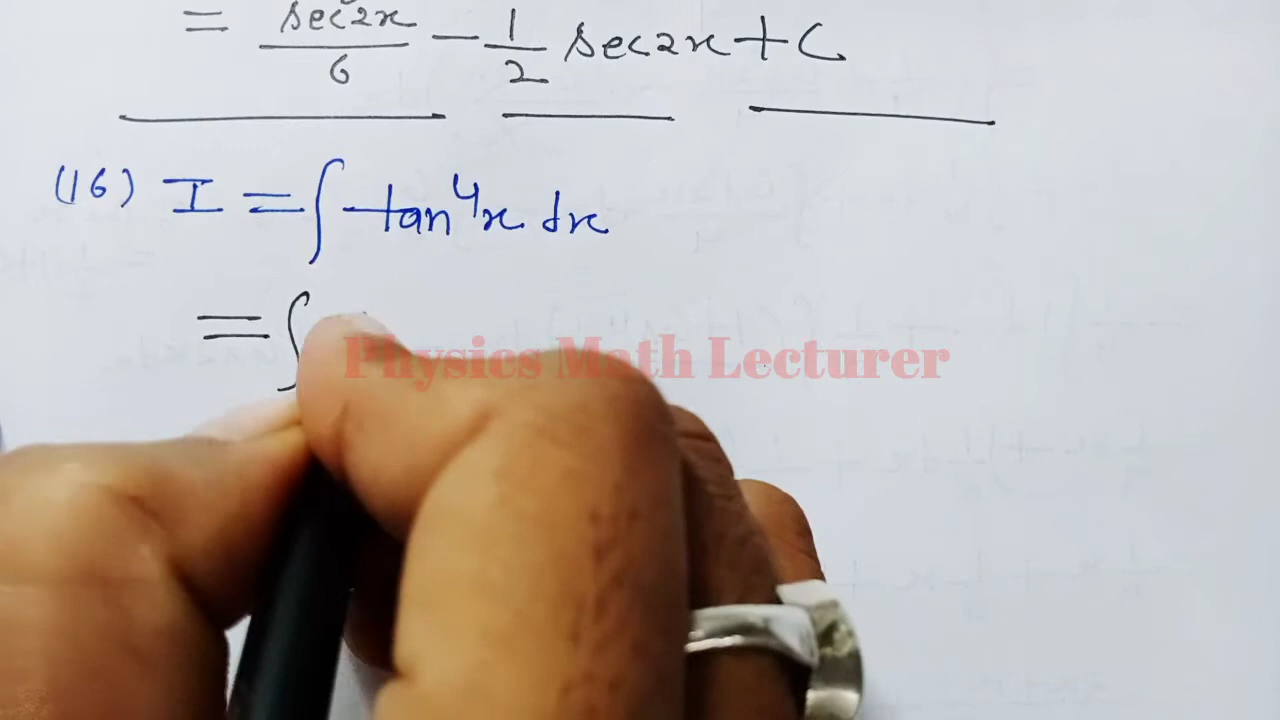 = sec2x/6 - 1/2 sec2x + C
(16) I = ∫ tan⁴x dx
= ∫
Physics Math Lecturer